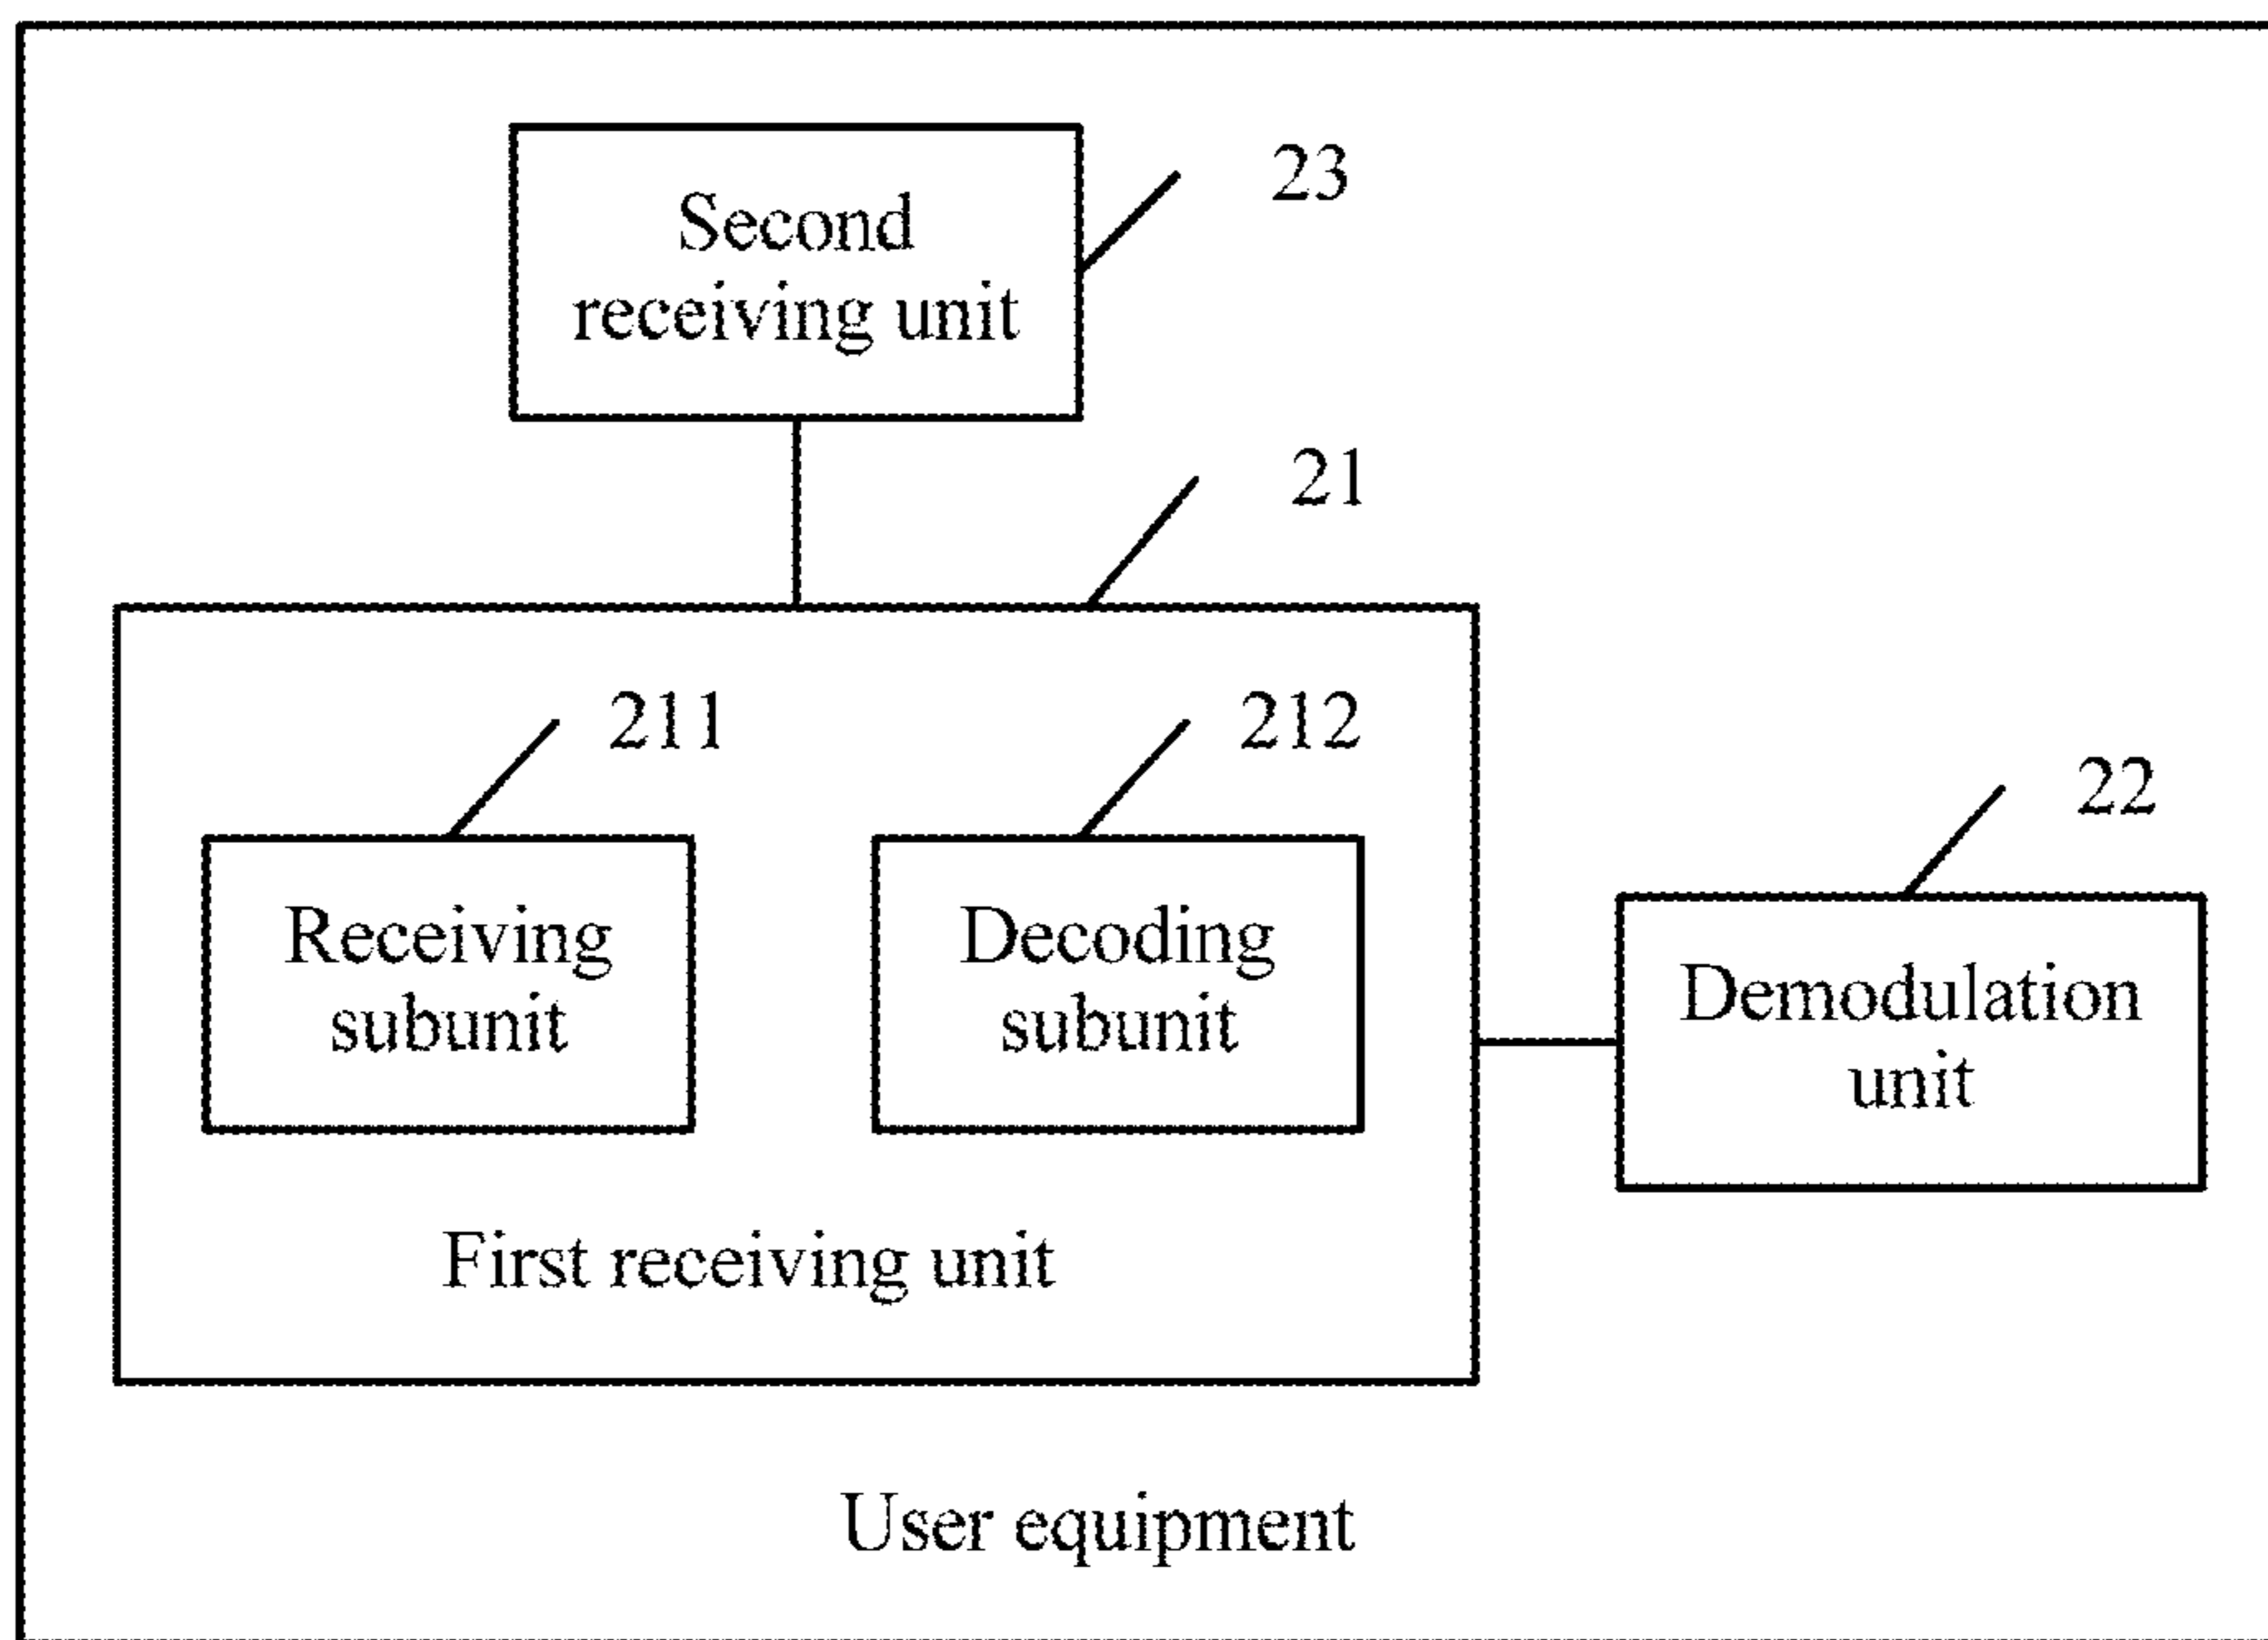 23
Second
receiving unit
21
211
212
22
Receiving
subunit
Decoding
subunit
Demodulation
unit
First receiving unit
User equipment